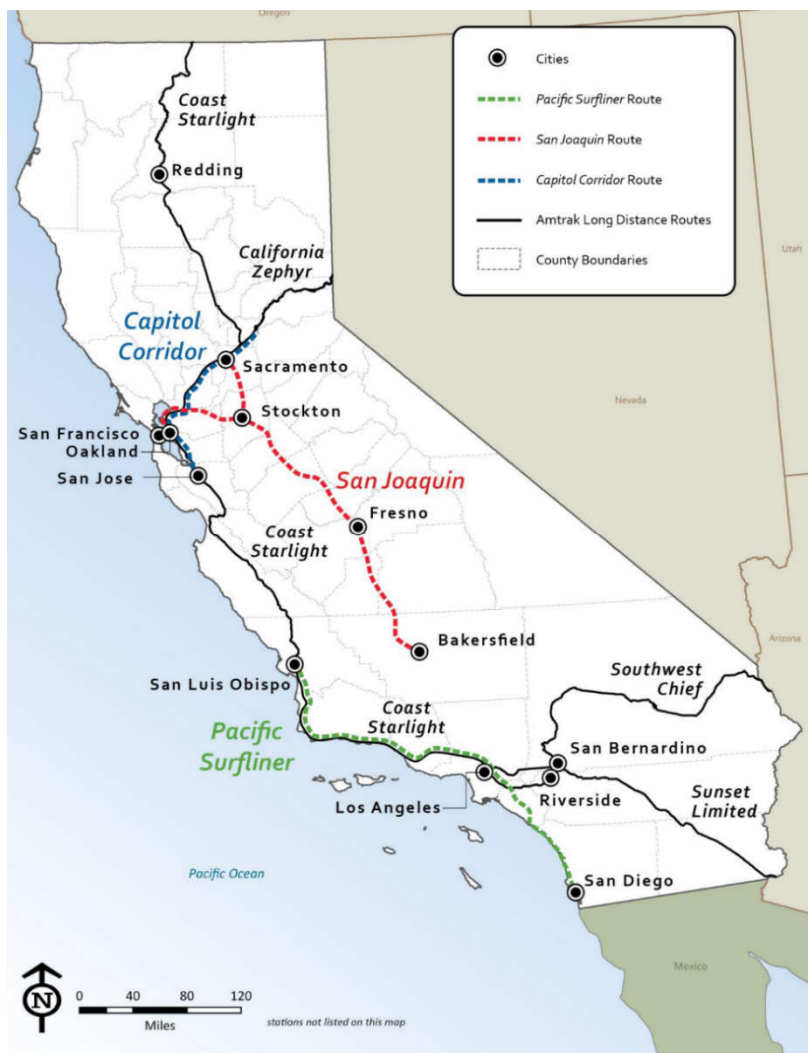 Oregon
Cities
Pacific Surfliner Route
San Joaquin Route
Capitol Corridor Route
Amtrak Long Distance Routes
County Boundaries
Coast
Starlight
Redding
Utah
California
Zephyr
Capitol
Corridor
Sacramento
Stockton
Nevada
San Francisco
Oakland
San Jose
San Joaquin
Fresno
Coast
Starlight
Bakersfield
Arizona
San Luis Obispo
Southwest
Chief
Coast
Starlight
Pacific
Surfliner
San Bernardino
Los Angeles
Riverside
Sunset
Limited
Pacific Ocean
San Diego
Mexico
N
0 40 80 120
Miles
stations not listed on this map